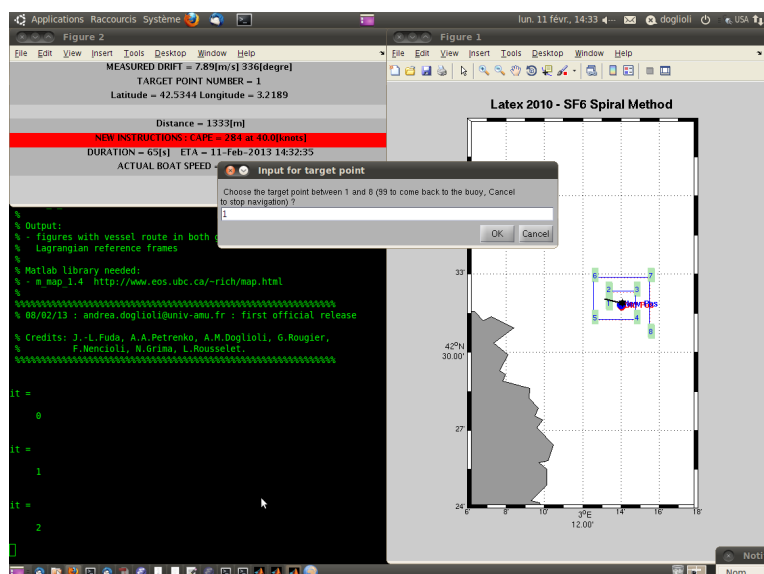 Applications Raccourcis Système
lun. 11 févr., 14:33
doglioli
USA
Figure 2
File Edit View Insert Tools Desktop Window Help
MEASURED DRIFT = 7.89[m/s] 336[degre]
TARGET POINT NUMBER = 1
Latitude = 42.5344 Longitude = 3.2189
Distance = 1333[m]
NEW INSTRUCTIONS : CAPE = 284 at 40.0[knots]
DURATION = 65[s] ETA = 11-Feb-2013 14:32:35
ACTUAL BOAT SPEED =
Input for target point
Choose the target point between 1 and 8 (99 to come back to the buoy, Cancel
to stop navigation) ?
1
OK Cancel
%
% Output:
% - figures with vessel route in both g
% Lagrangian reference frames
%
% Matlab library needed:
% - m_map_1.4 http://www.eos.ubc.ca/~rich/map.html
%
% 08/02/13 : andrea.doglioli@univ-amu.fr : first official release
% Credits: J.-L.Fuda, A.A.Petrenko, A.M.Doglioli, G.Rougier,
% F.Nencioli, N.Grima, L.Rousselet.
it =
0
it =
1
it =
2
Figure 1
File Edit View Insert Tools Desktop Window Help
Latex 2010 - SF6 Spiral Method
33'
6 7
2 3
1
5 4
8
42°N
30.00'
27'
24'
6' 8' 10' 3°E 14' 16' 18'
12.00'
Noti
Nom